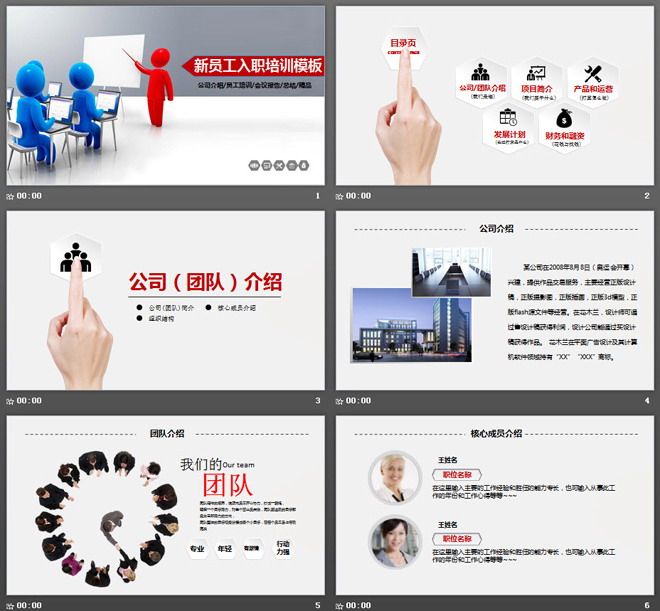 新员工入职培训模板
公司介绍/员工培训/会议报告/总结/精品
00:00
1
目录页
公司/团队介绍
项目简介
产品和运营
发展计划
财务和融资
00:00
2
公司（团队）介绍
公司(团队)简介
核心成员介绍
组织结构
00:00
3
公司介绍
某公司在2008年8月8日（奥运会开幕）
兴建，提供作品交易服务，主要经营正版设计
稿，正版摄影图，正版插画，正版3d模型，正
版flash源文件等经营。在花木兰，设计师可通
过售设计稿获得利润，设计公司能通过买设计
稿获得作品。 花木兰在平面广告设计及其计算
机软件领域持有“XX” “XXX”商标。
00:00
4
团队介绍
我们的Our team
团队
专业
年轻
有激情
行动
力强
00:00
5
核心成员介绍
王姓名
职位名称
在这里输入主要的工作经验和胜任的能力专长，也可输入从事此工
作的年份和工作心得等等~~~
王姓名
职位名称
在这里输入主要的工作经验和胜任的能力专长，也可输入从事此工
作的年份和工作心得等等~~~
00:00
6